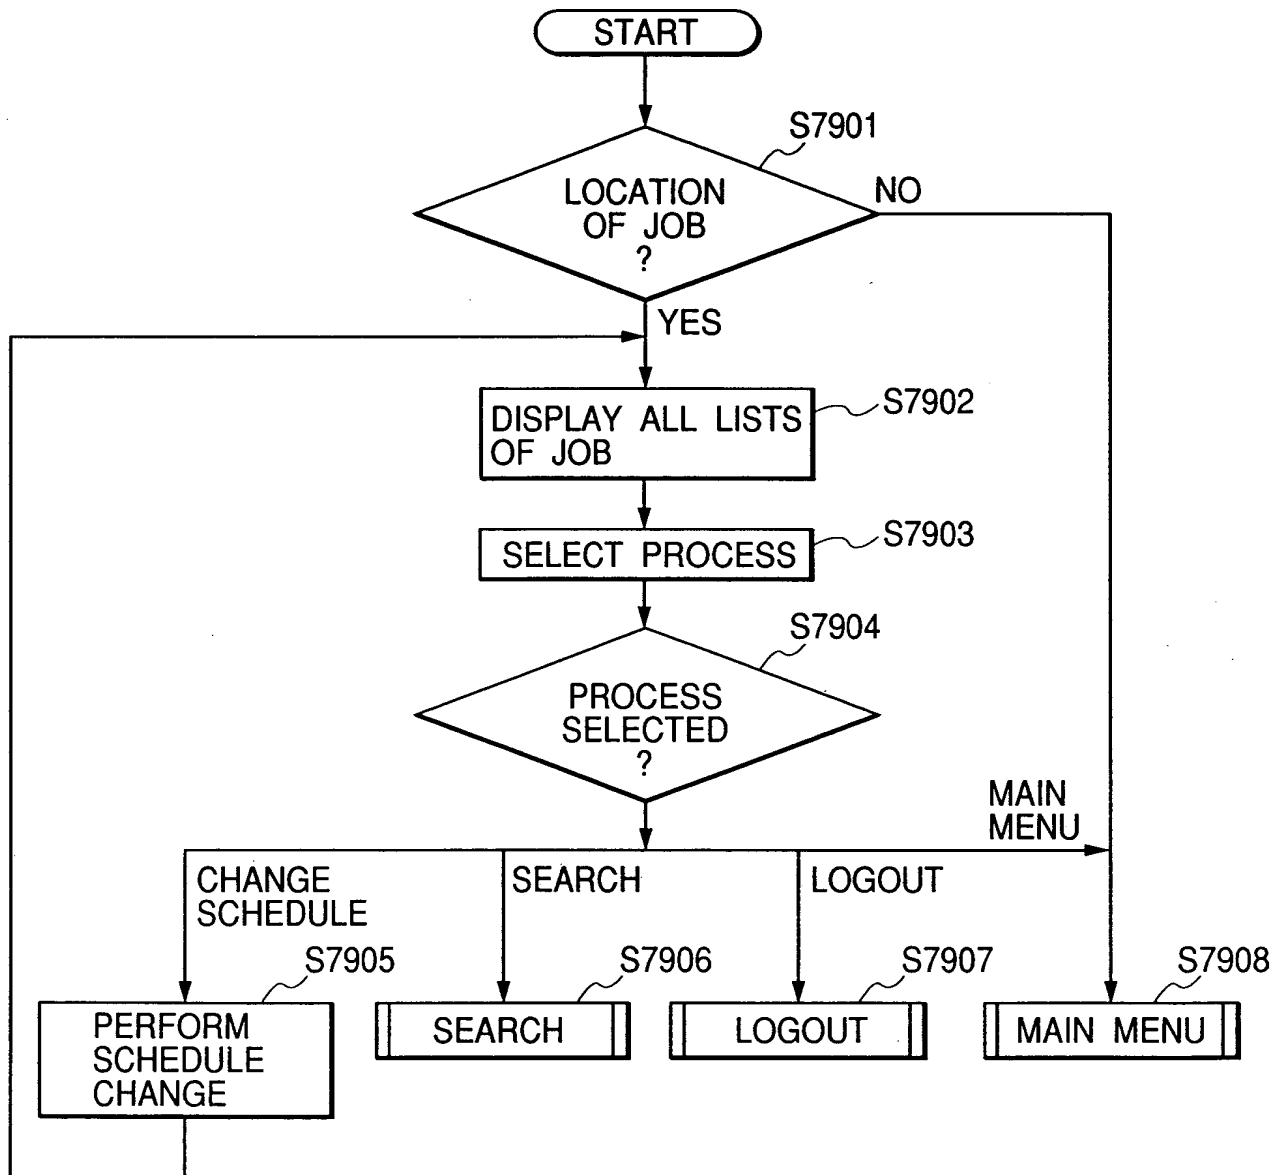 START
S7901
LOCATION
OF JOB
?
NO
YES
S7902
DISPLAY ALL LISTS
OF JOB
S7903
SELECT PROCESS
S7904
PROCESS
SELECTED
?
MAIN
MENU
CHANGE
SCHEDULE
SEARCH
LOGOUT
S7905
S7906
S7907
S7908
PERFORM
SCHEDULE
CHANGE
SEARCH
LOGOUT
MAIN MENU